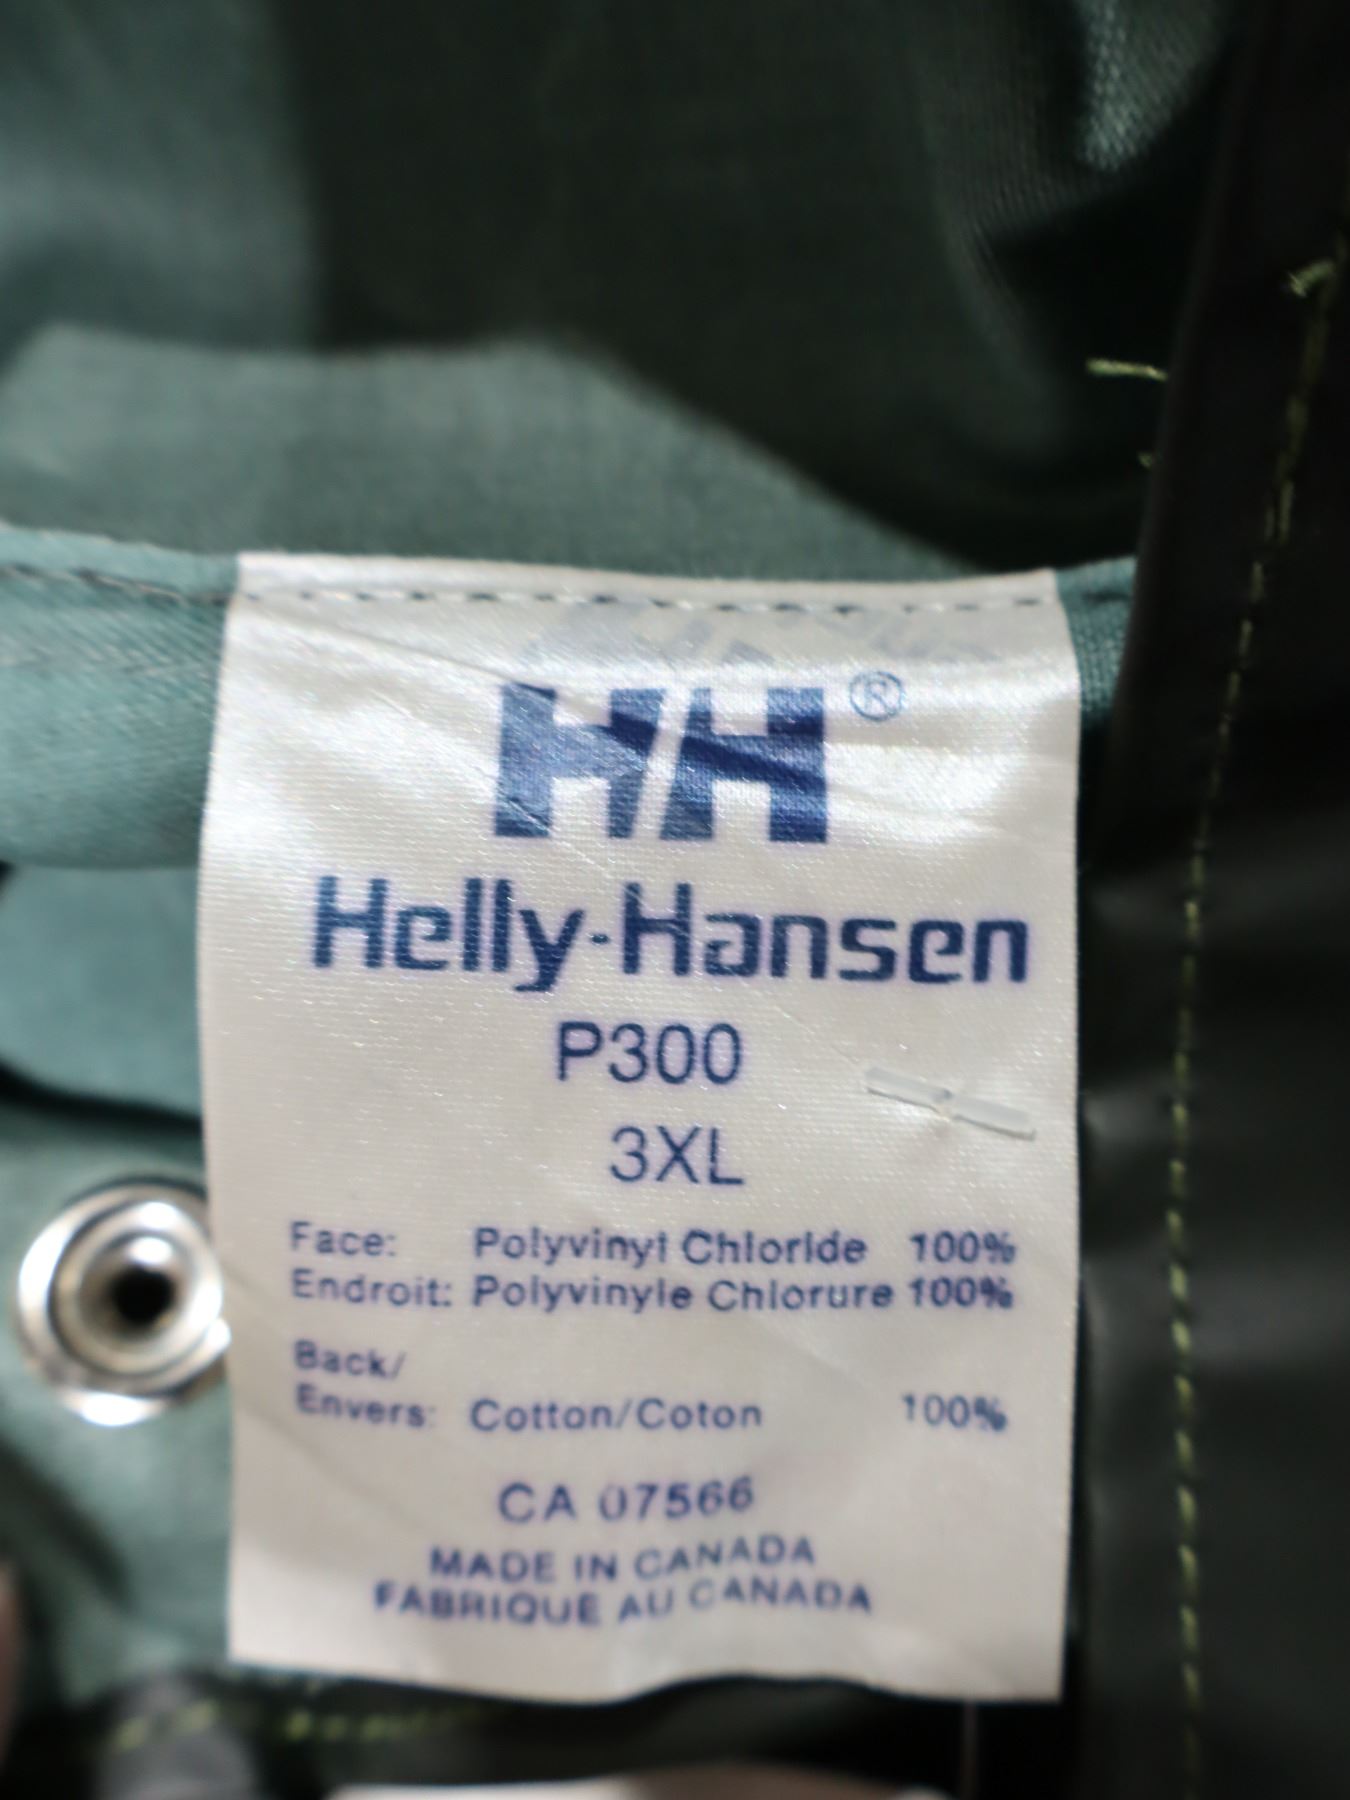 HH®
Helly·Hansen
P300
3XL
Face: Polyvinyl Chloride 100%
Endroit: Polyvinyle Chlorure 100%
Back/
Envers: Cotton/Coton 100%
CA 07566
MADE IN CANADA
FABRIQUE AU CANADA